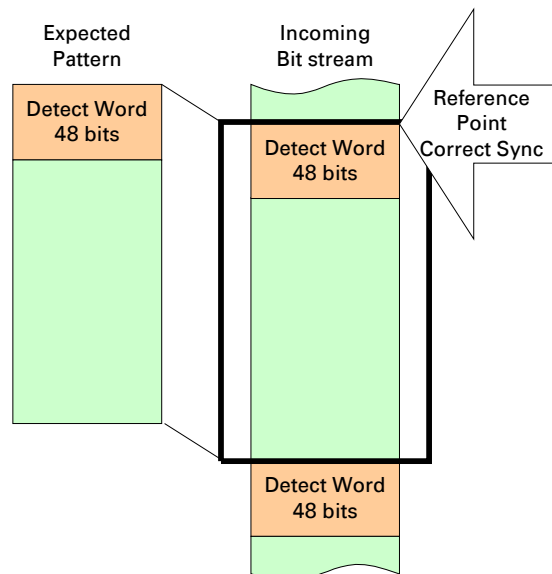 Expected
Pattern
Detect Word
48 bits
Incoming
Bit stream
Detect Word
48 bits
Detect Word
48 bits
Reference
Point
Correct Sync